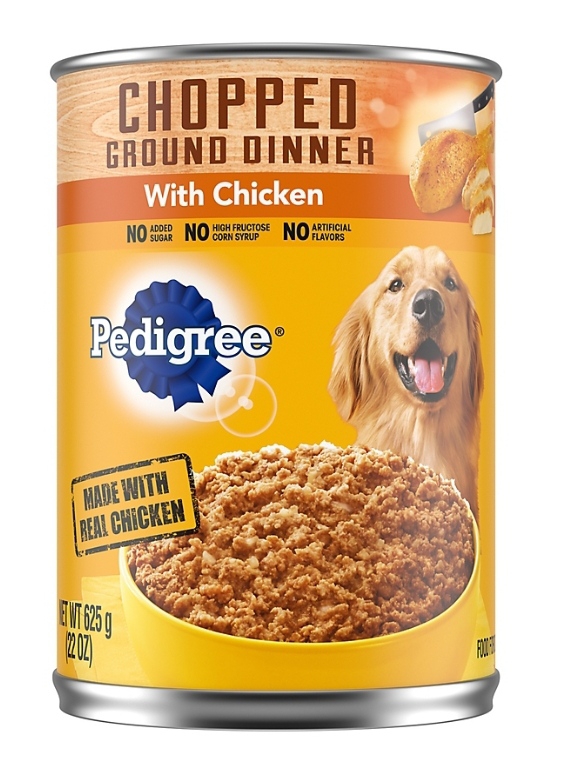 CHOPPED
GROUND DINNER
With Chicken
NO ADDED SUGAR NO HIGH FRUCTOSE CORN SYRUP NO ARTIFICIAL FLAVORS
Pedigree®
MADE WITH
REAL CHICKEN
NET WT 625 g
(22 OZ)
FOOD